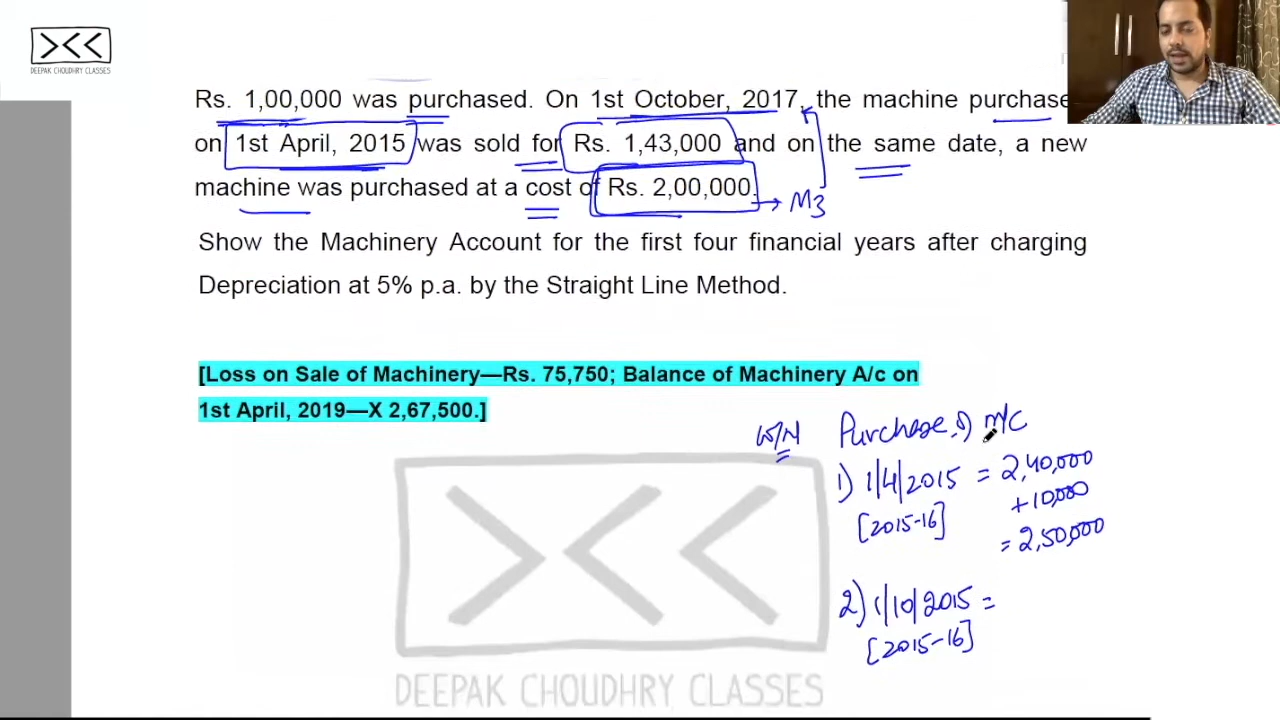 DEEPAK CHOUDHRY CLASSES
Rs. 1,00,000 was purchased. On 1st October, 2017, the machine purchase
on 1st April, 2015 was sold for Rs. 1,43,000 and on the same date, a new
machine was purchased at a cost of Rs. 2,00,000.
→ M3
Show the Machinery Account for the first four financial years after charging
Depreciation at 5% p.a. by the Straight Line Method.
[Loss on Sale of Machinery—Rs. 75,750; Balance of Machinery A/c on
1st April, 2019—X 2,67,500.]
W/N Purchase m/c
1) 1/4/2015 = 2,40,000
[2015-16] +10,000
= 2,50,000
2) 1/10/2015 =
[2015-16]
DEEPAK CHOUDHRY CLASSES